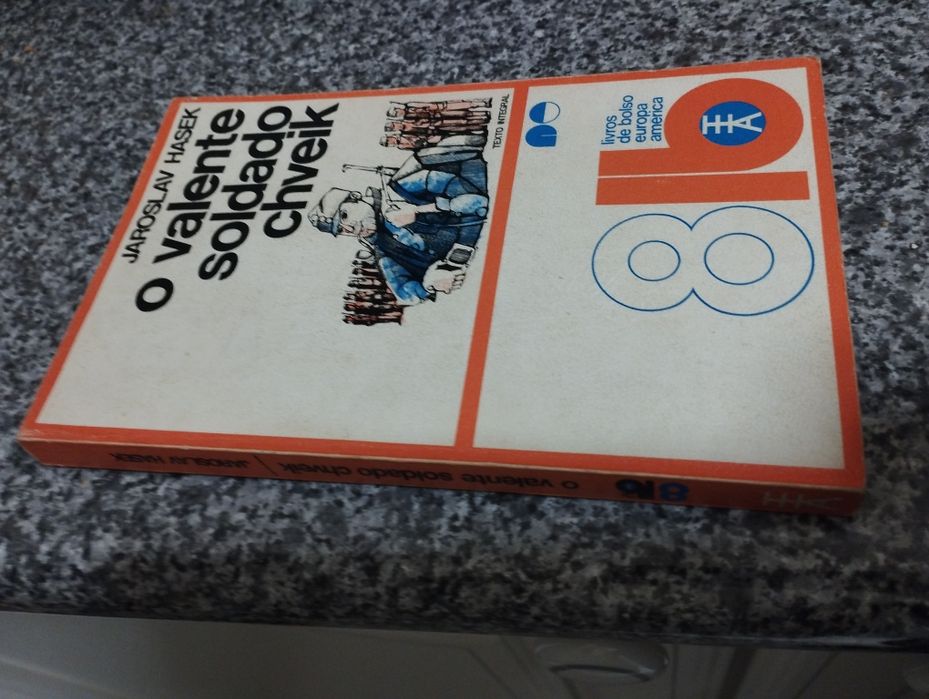 JAROSLAV HASEK
o valente
soldado
chveik
TEXTO INTEGRAL
livros
de bolso
europa
america
EA
8
JAROSLAV HASEK / o valente soldado chveik
8